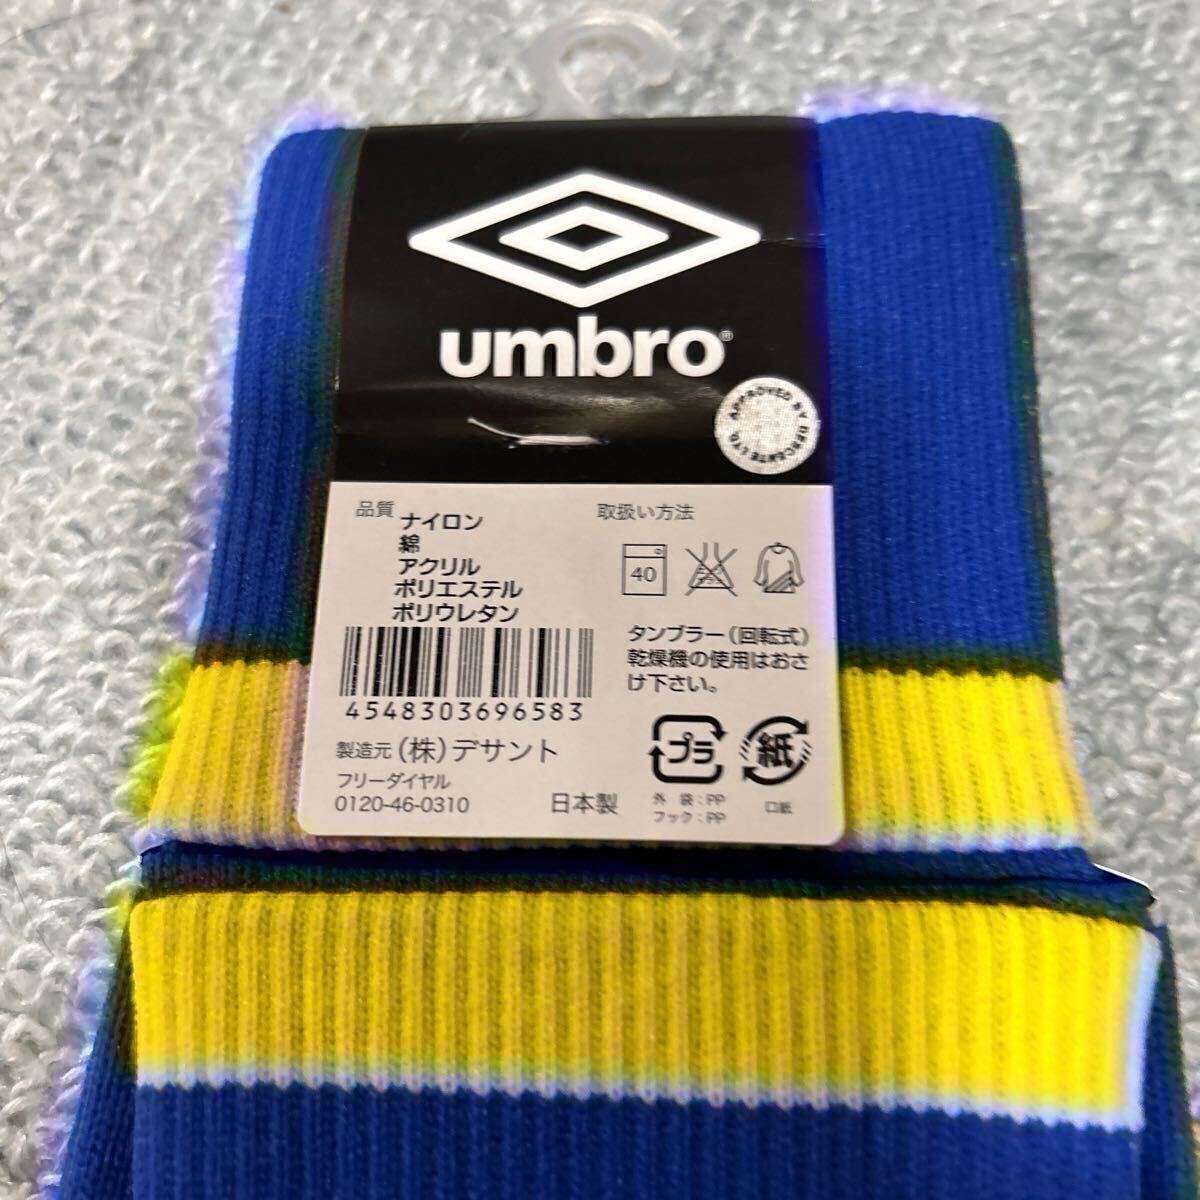 umbro®
APPROVED BY DESCENTE LTD.
品質
ナイロン
綿
アクリル
ポリエステル
ポリウレタン
取扱い方法
40
タンブラー(回転式)
乾燥機の使用はおさ
け下さい。
4548303696583
製造元(株)デサント
フリーダイヤル
0120-46-0310
日本製
プラ
外 袋:PP
フック:PP
紙
口紙